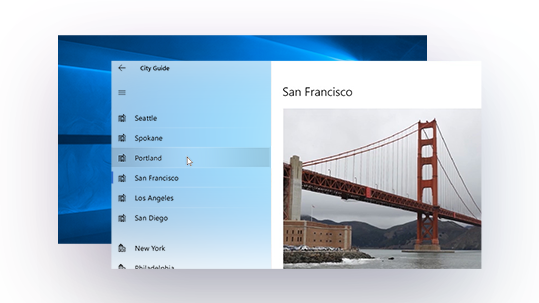 City Guide
San Francisco
Seattle
Spokane
Portland
San Francisco
Los Angeles
San Diego
New York
Philadelphia